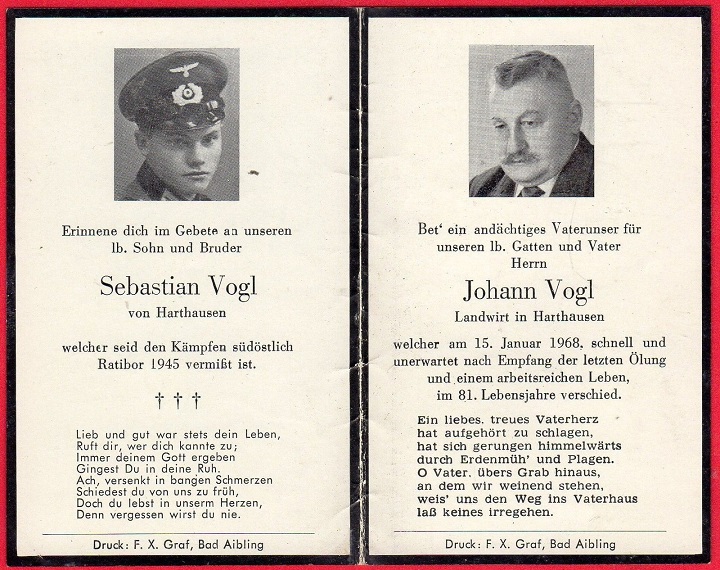 Erinnene dich im Gebete an unseren
lb. Sohn und Bruder
Sebastian Vogl
von Harthausen
welcher seid den Kämpfen südöstlich
Ratibor 1945 vermißt ist.
† † †
Lieb und gut war stets dein Leben,
Ruft dir, wer dich kannte zu;
Immer deinem Gott ergeben
Gingest Du in deine Ruh.
Ach, versenkt in bangen Schmerzen
Schiedest du von uns zu früh,
Doch du lebst in unserm Herzen,
Denn vergessen wirst du nie.
Druck: F. X. Graf, Bad Aibling
Bet' ein andächtiges Vaterunser für
unseren lb. Gatten und Vater
Herrn
Johann Vogl
Landwirt in Harthausen
welcher am 15. Januar 1968, schnell und
unerwartet nach Empfang der letzten Ölung
und einem arbeitsreichen Leben,
im 81. Lebensjahre verschied.
Ein liebes, treues Vaterherz
hat aufgehört zu schlagen,
hat sich gerungen himmelwärts
durch Erdenmüh' und Plagen.
O Vater, übers Grab hinaus,
an dem wir weinend stehen,
weis' uns den Weg ins Vaterhaus
laß keines irregehen.
Druck: F. X. Graf, Bad Aibling